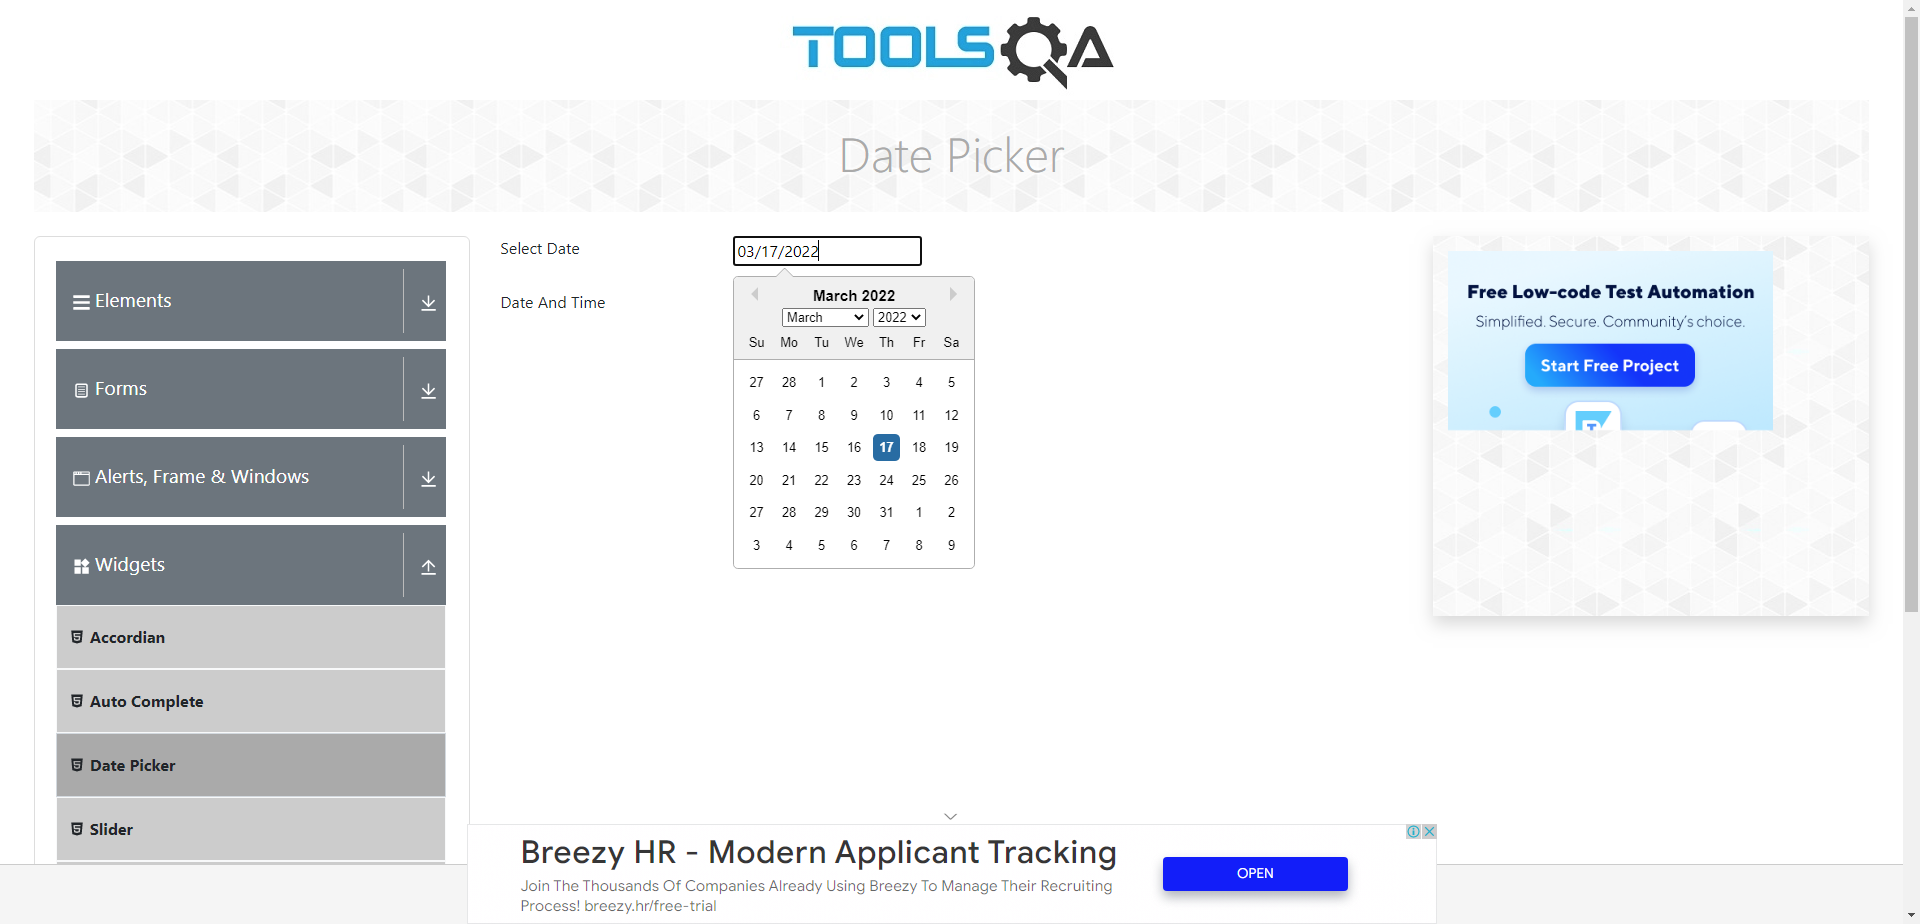 TOOLSQA
Date Picker
Elements
Forms
Alerts, Frame & Windows
Widgets
Accordian
Auto Complete
Date Picker
Slider
Select Date
03/17/2022
Date And Time
March 2022
March 2022
Su Mo Tu We Th Fr Sa
27 28 1 2 3 4 5
6 7 8 9 10 11 12
13 14 15 16 17 18 19
20 21 22 23 24 25 26
27 28 29 30 31 1 2
3 4 5 6 7 8 9
Free Low-code Test Automation
Simplified. Secure. Community's choice.
Start Free Project
Breezy HR - Modern Applicant Tracking
Join The Thousands Of Companies Already Using Breezy To Manage Their Recruiting
Process! breezy.hr/free-trial
OPEN